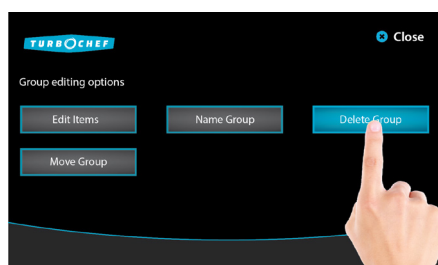 TURBOCHEF
Close
Group editing options
Edit Items
Name Group
Delete Group
Move Group